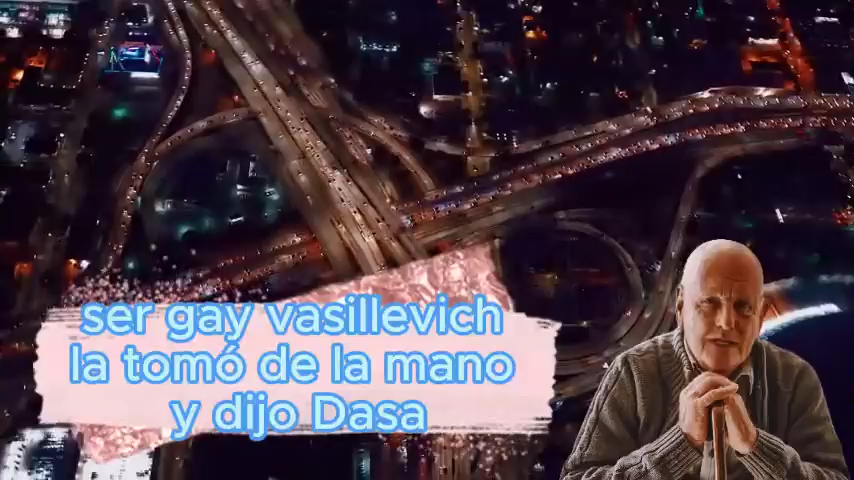 ser gay vasillevich
la tomó de la mano
y dijo Dasa